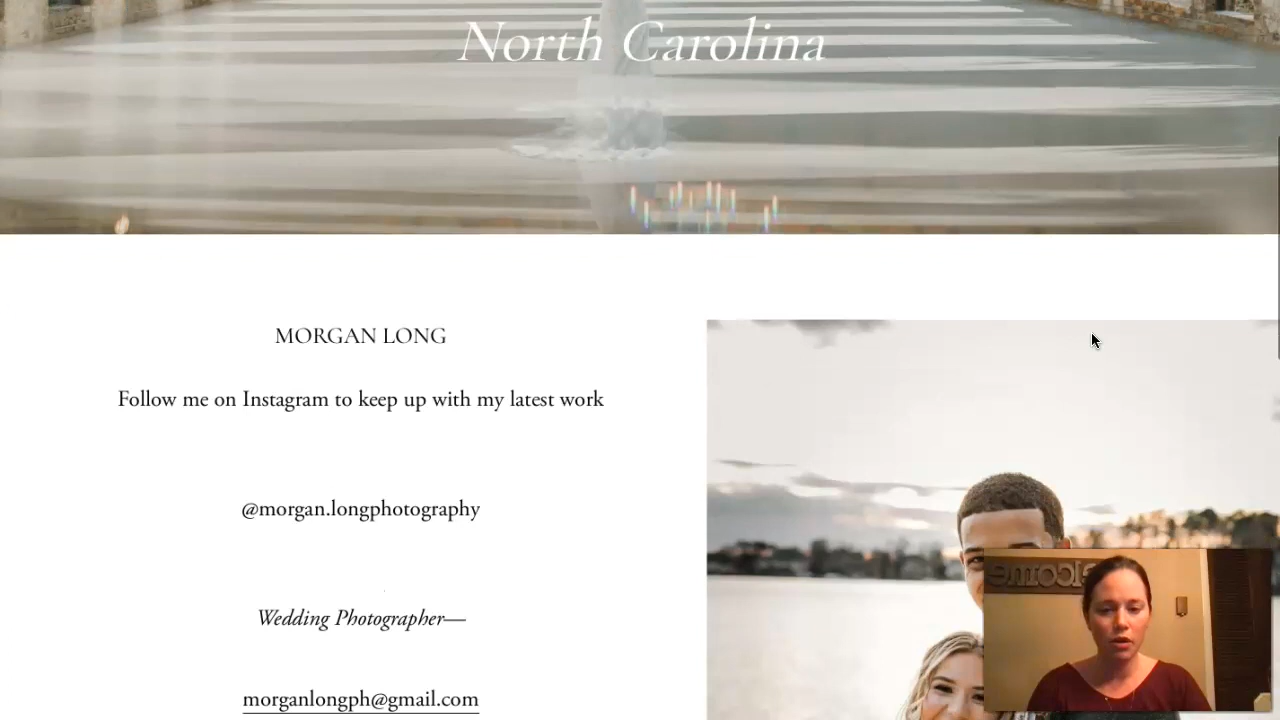 North Carolina
MORGAN LONG
Follow me on Instagram to keep up with my latest work
@morgan.longphotography
Wedding Photographer—
morganlongph@gmail.com
welcome